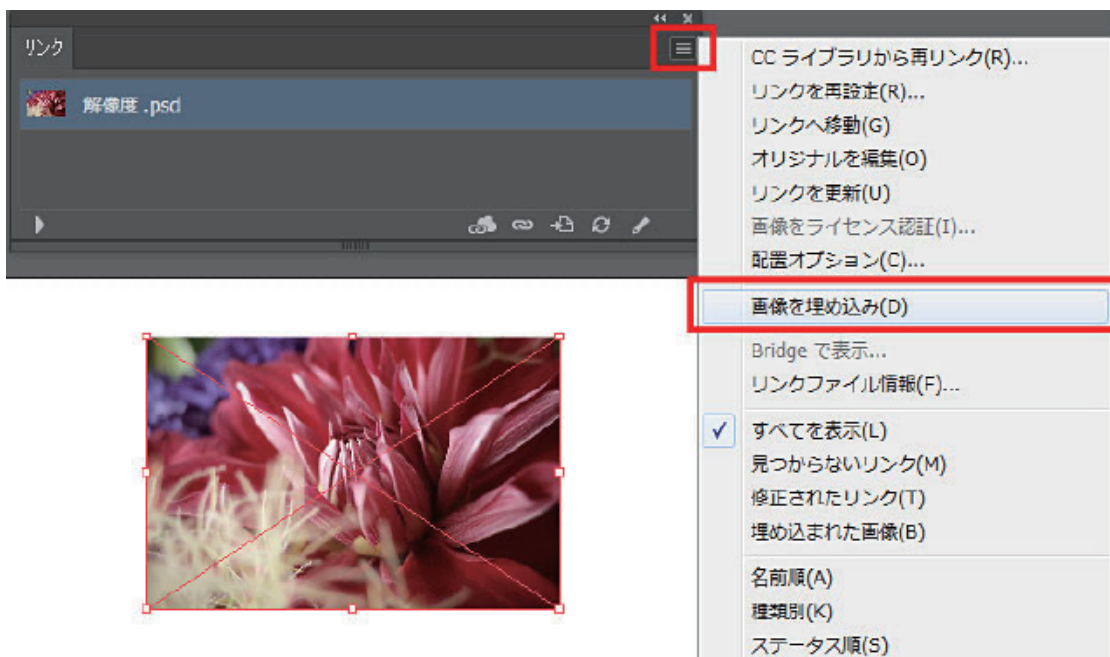 リンク
解像度 .psd
CC ライブラリから再リンク(R)...
リンクを再設定(R)...
リンクへ移動(G)
オリジナルを編集(O)
リンクを更新(U)
画像をライセンス認証(I)...
配置オプション(C)...
画像を埋め込み(D)
Bridge で表示...
リンクファイル情報(F)...
すべてを表示(L)
見つからないリンク(M)
修正されたリンク(T)
埋め込まれた画像(B)
名前順(A)
種類別(K)
ステータス順(S)